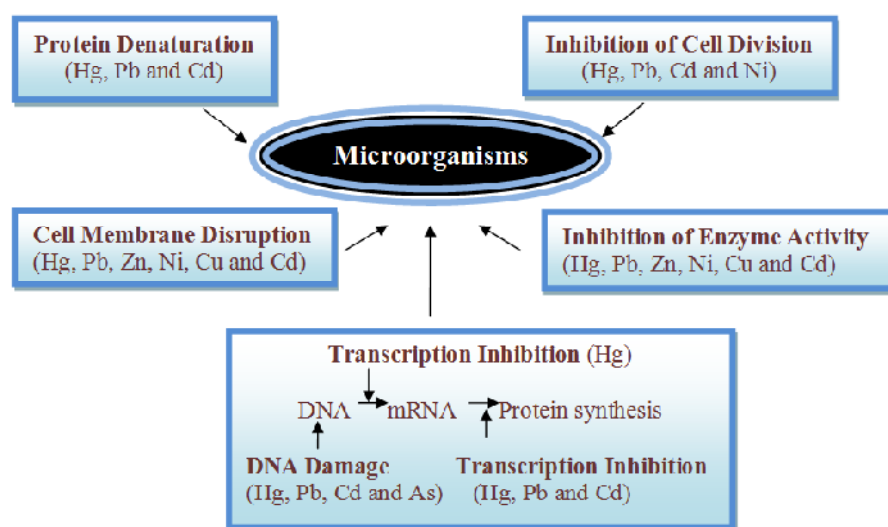 Protein Denaturation
(Hg, Pb and Cd)
Inhibition of Cell Division
(Hg, Pb, Cd and Ni)
Microorganisms
Cell Membrane Disruption
(Hg, Pb, Zn, Ni, Cu and Cd)
Inhibition of Enzyme Activity
(Hg, Pb, Zn, Ni, Cu and Cd)
Transcription Inhibition (Hg)
DNA mRNA Protein synthesis
DNA Damage
(Hg, Pb, Cd and As)
Transcription Inhibition
(Hg, Pb and Cd)